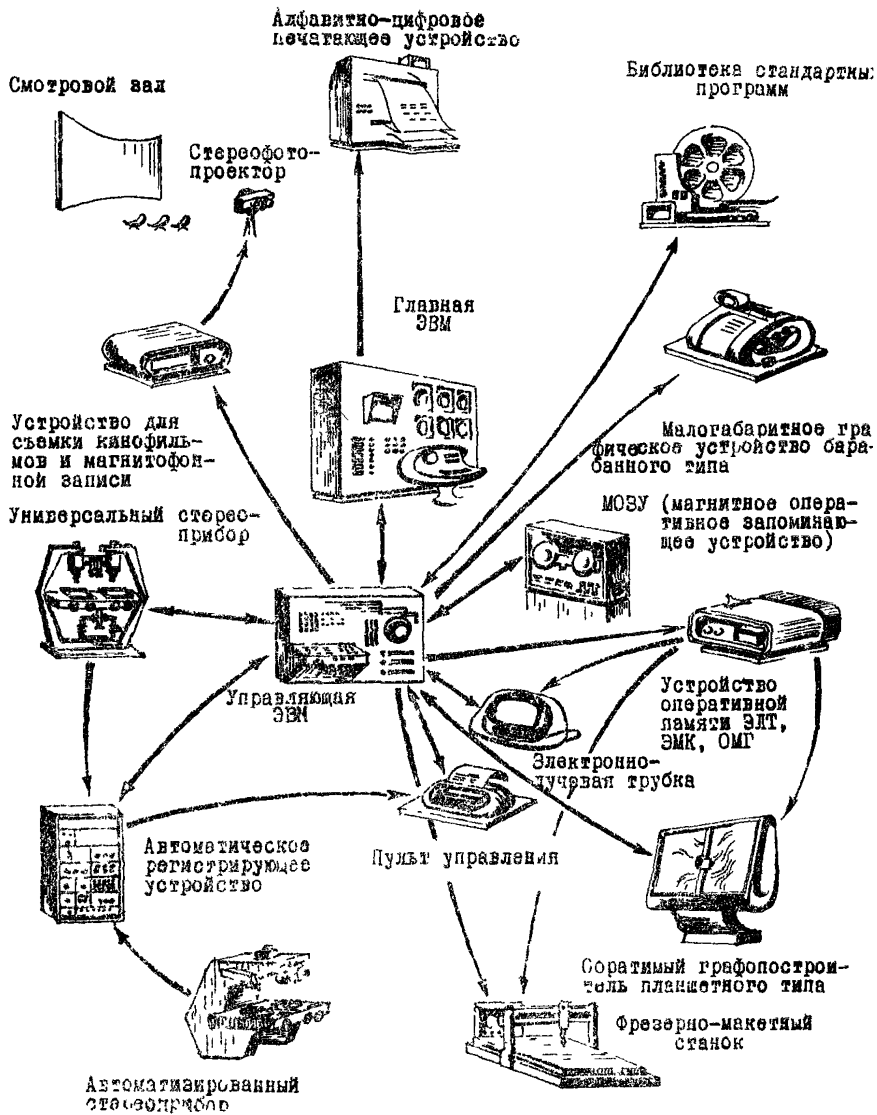 Алфавитно-цифровое
печатающее устройство
Смотровой зал
Библиотека стандартных
программ
Стереофото-
проектор
Главная
ЭВМ
Устройство для
съемки кинофиль-
мов и магнитофон-
ной записи
Малогабаритное гра
фическое устройство бара
банного типа
Универсальный стерео-
прибор
МОЗУ (магнитное опера-
тивное запоминаю-
щее устройство)
Управляющая
ЭВМ
Устройство
оперативной
памяти ЭЛТ,
ЭМК, ОМГ
Электронно-
лучевая трубка
Автоматическое
регистрирующее
устройство
Пульт управления
Обратимый графопострои-
тель планшетного типа
Фрезерно-макетный
станок
Автоматизированный
стереоприбор